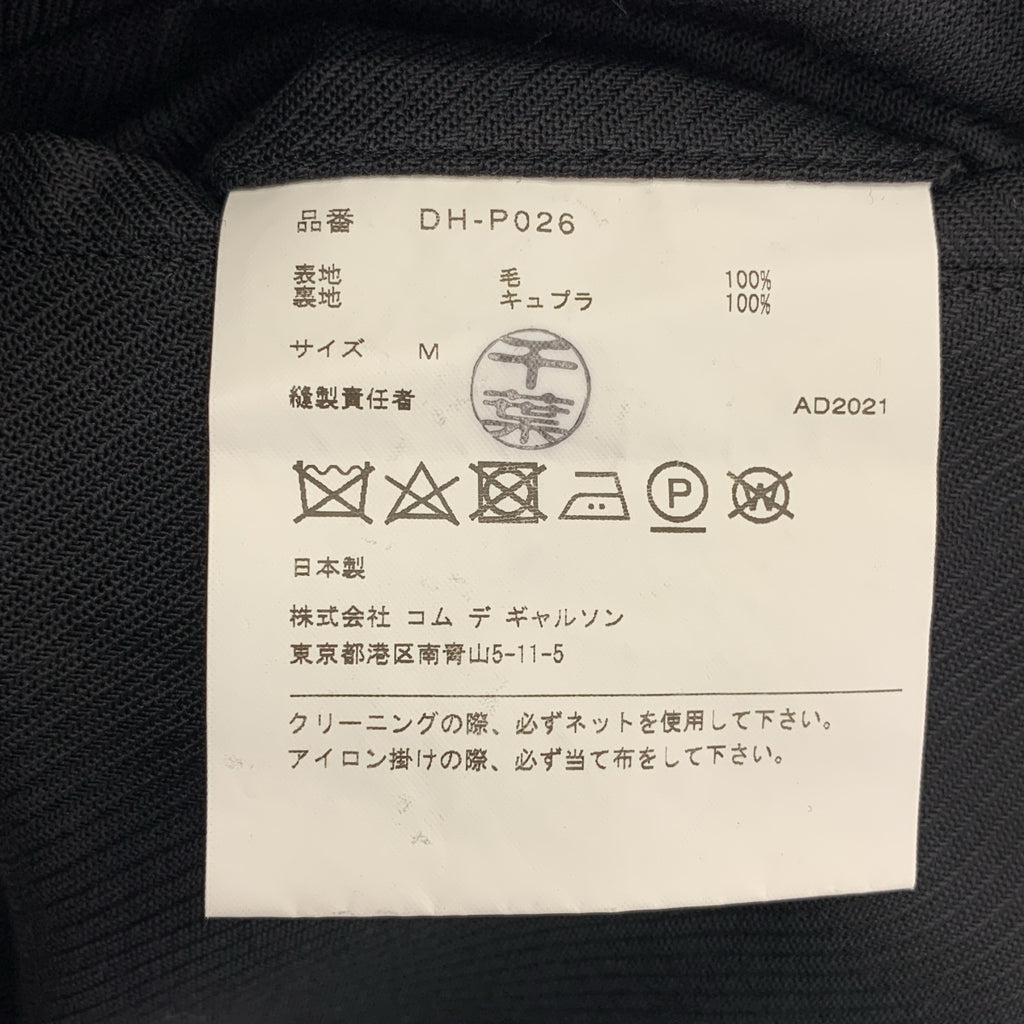 品番 DH-P026
表地 毛 100%
裏地 キュプラ 100%
サイズ M
千葉
縫製責任者 AD2021
P W
日本製
株式会社 コム デ ギャルソン
東京都港区南青山5-11-5
クリーニングの際、必ずネットを使用して下さい。
アイロン掛けの際、必ず当て布をして下さい。